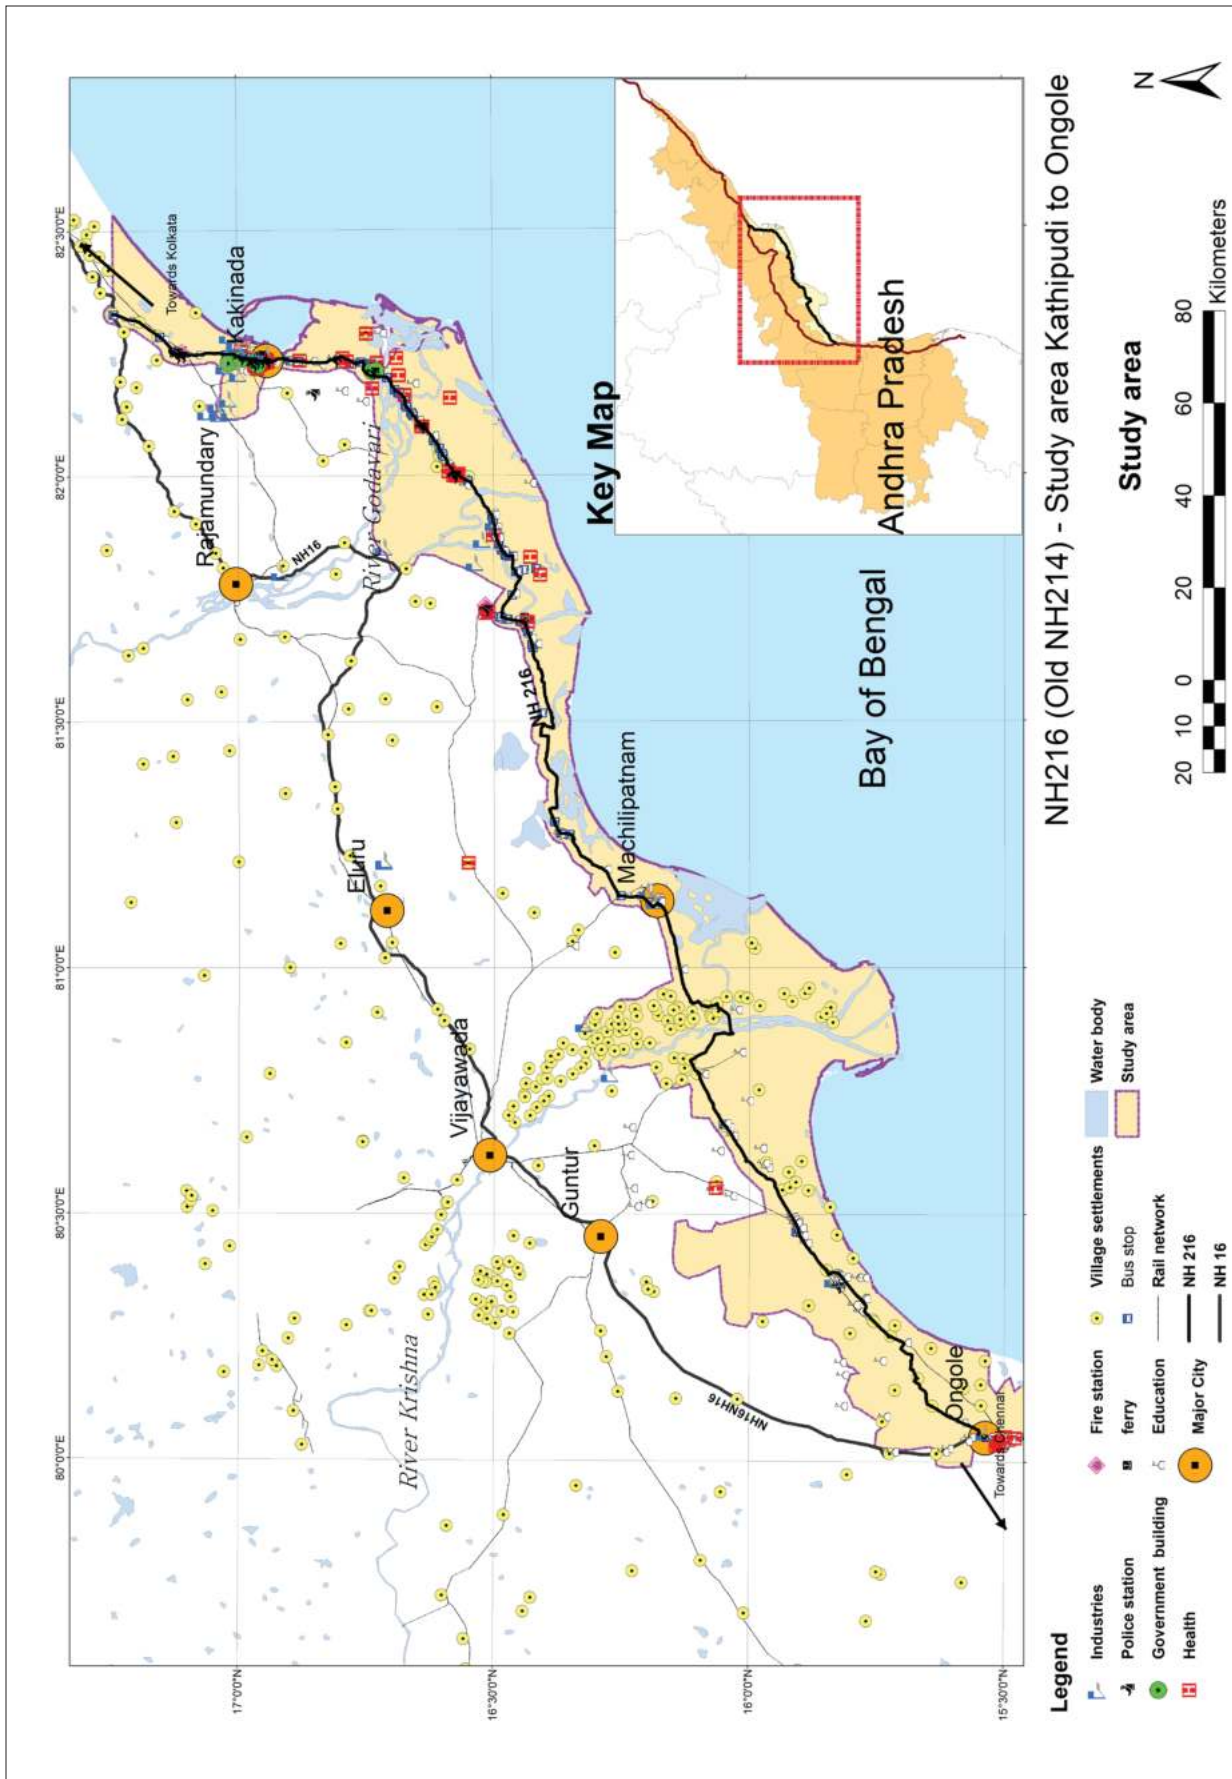 82°30'0"E
82°0'0"E
81°30'0"E
81°0'0"E
80°30'0"E
80°0'0"E
17°0'0"N
16°30'0"N
16°0'0"N
15°30'0"N
Towards Kolkata
Kakinada
Rajamundary
River Godavari
NH16
NH 216
Eluru
Machilipatnam
Vijayawada
Guntur
River Krishna
NH16NH16
Ongole
Towards Chennai
Bay of Bengal
Key Map
Andhra Pradesh
NH216 (Old NH214) - Study area Kathipudi to Ongole
N
Study area
20 10 0 20 40 60 80
Kilometers
Legend
Industries
Police station
Government building
Health
Fire station
ferry
Education
Major City
Village settlements
Bus stop
Rail network
NH 216
NH 16
Water body
Study area